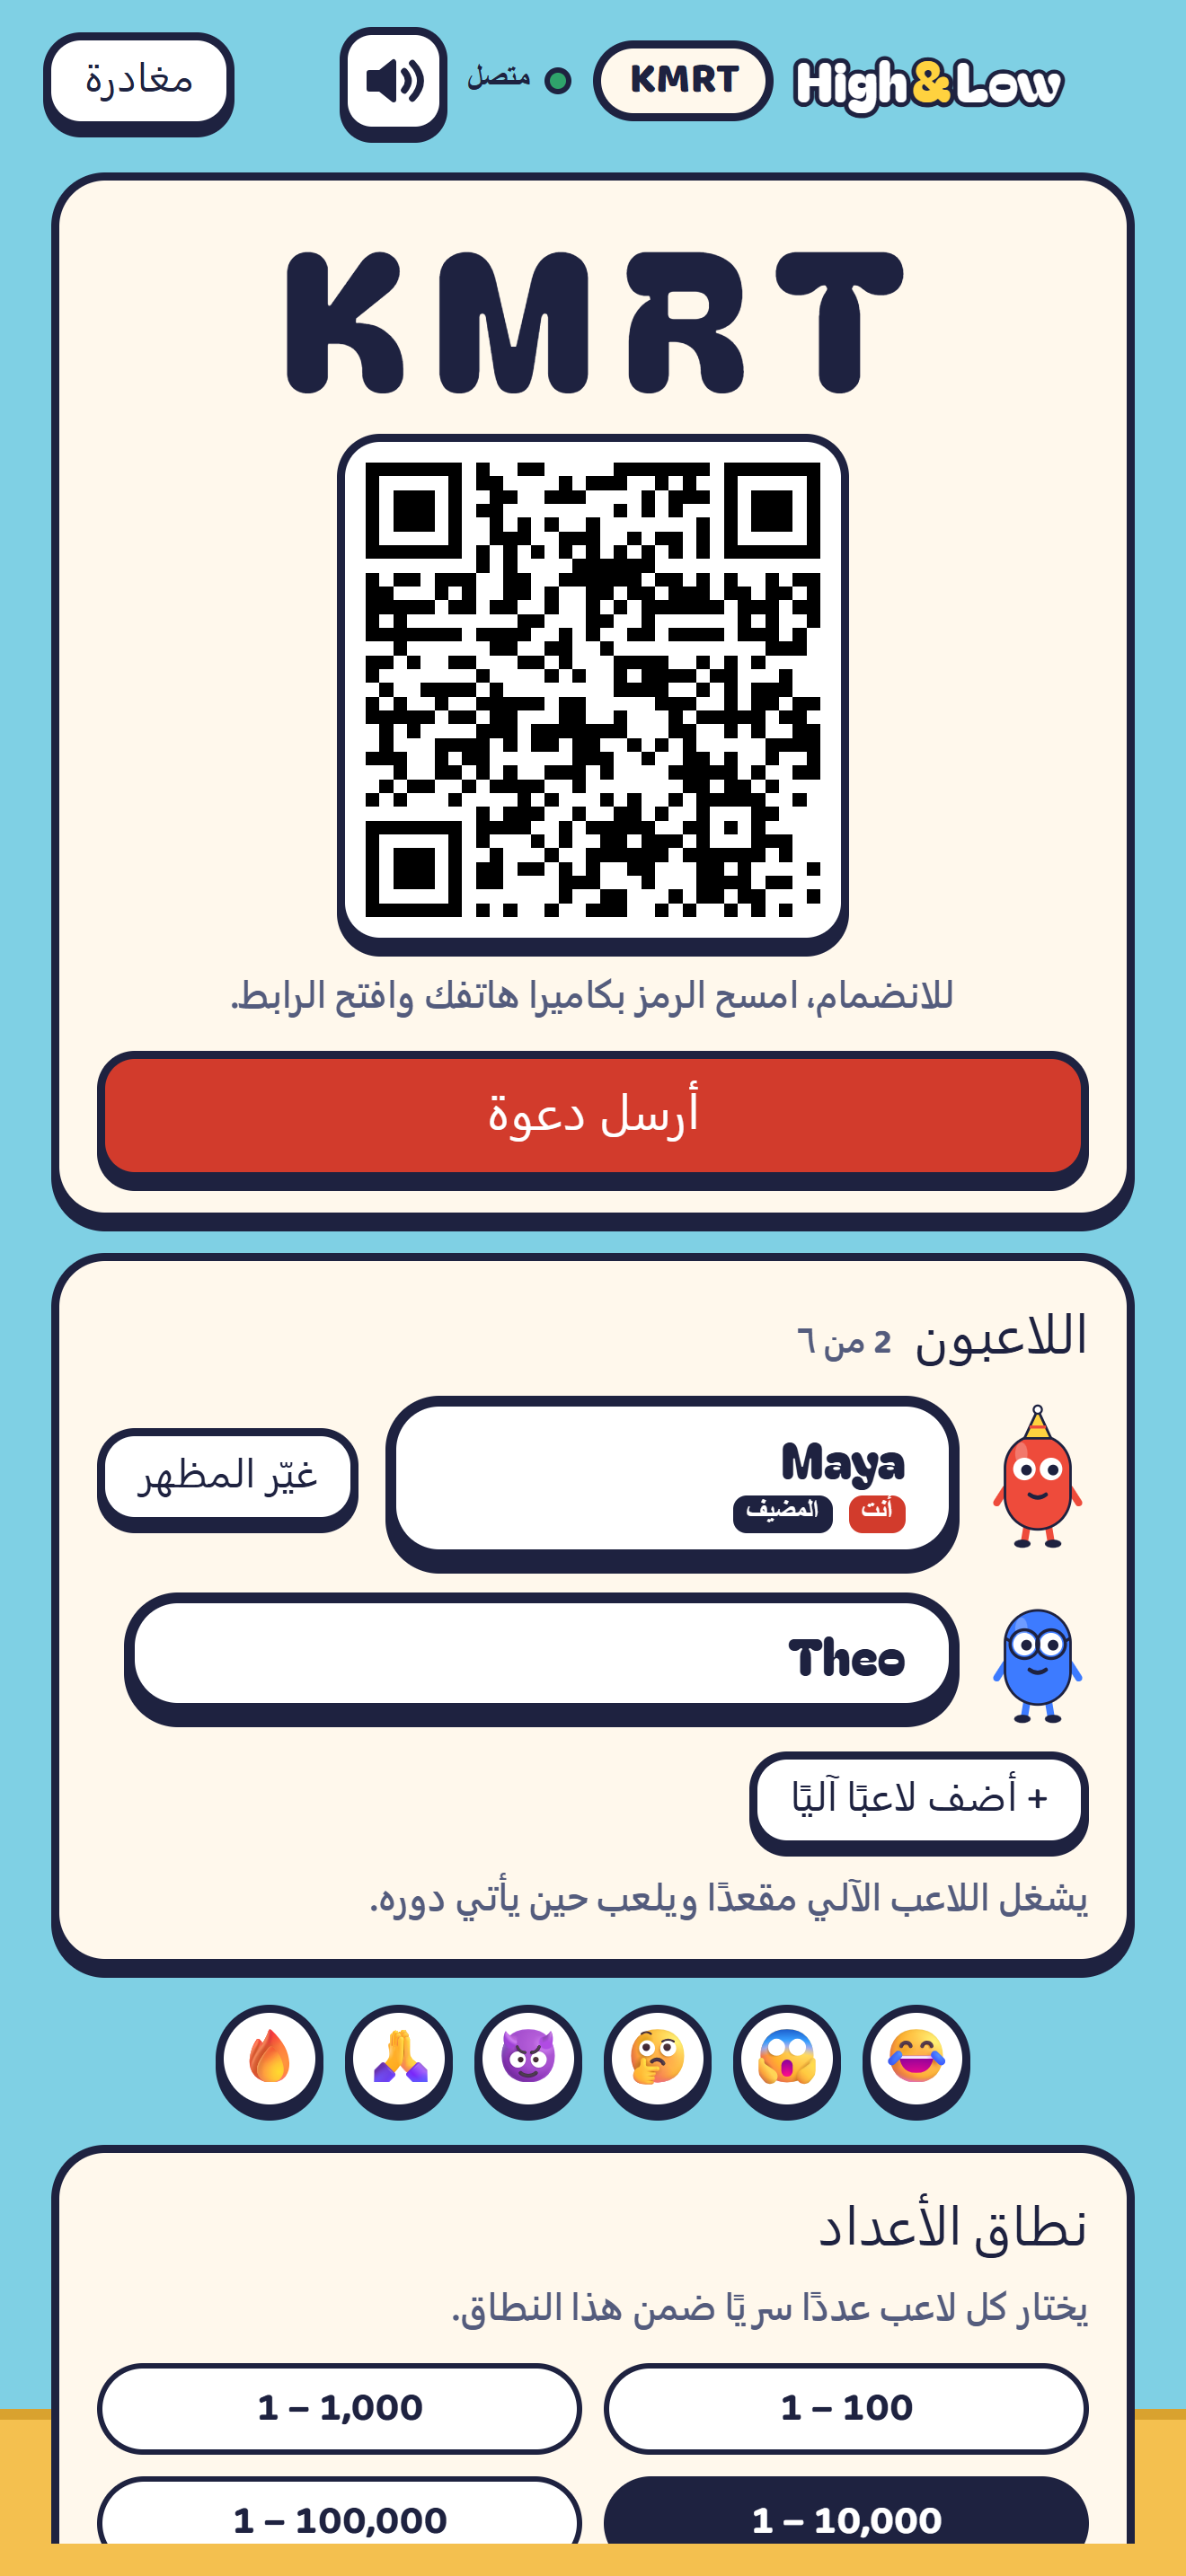 High&Low
KMRT
متصل
مغادرة
KMRT
للانضمام، امسح الرمز بكاميرا هاتفك وافتح الرابط.
أرسل دعوة
اللاعبون 2 من ٦
Maya
أنت المضيف
غيّر المظهر
Theo
+ أضف لاعبًا آليًا
يشغل اللاعب الآلي مقعدًا ويلعب حين يأتي دوره.
نطاق الأعداد
يختار كل لاعب عددًا سريًا ضمن هذا النطاق.
1 – 100
1 – 1,000
1 – 10,000
1 – 100,000